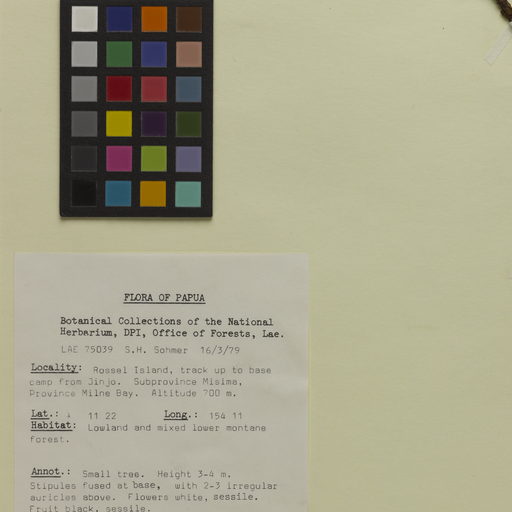 FLORA OF PAPUA
Botanical Collections of the National
Herbarium, DPI, Office of Forests, Lae.
LAE 75039 S.H. Sohmer 16/3/79
Locality: Rossel Island, track up to base
camp from Jinjo. Subprovince Misima,
Province Milne Bay. Altitude 700 m.
Lat.: 11 22 Long.: 154 11
Habitat: Lowland and mixed lower montane
forest.
Annot.: Small tree. Height 3-4 m.
Stipules fused at base, with 2-3 irregular
auricles above. Flowers white, sessile.
Fruit black, sessile.